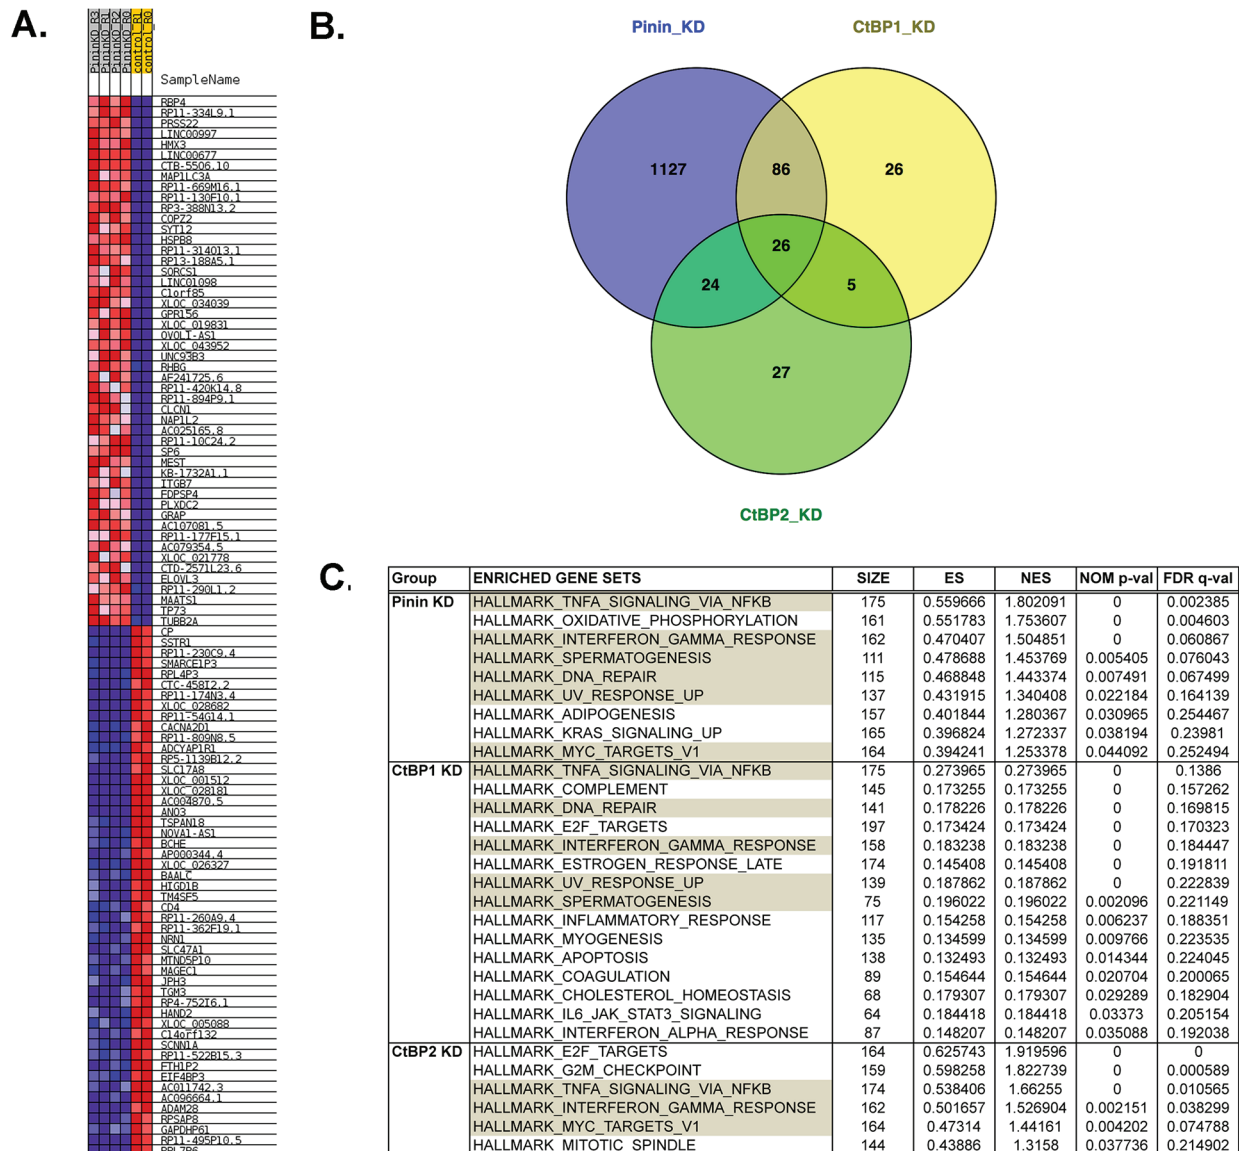 A.
PininKD_R3
PininKD_R1
PininKD_R2
PininKD_R0
control_R1
control_R0
SampleName
RBP4
RP11-334L9.1
PRSS22
LINC00997
HMX3
LINC00677
CTB-5506.10
MAP1LC3A
RP11-669M16.1
RP11-130F10.1
RP3-388N13.2
COPZ2
SYT12
HSPB8
RP11-314O13.1
RP13-188A5.1
SORCS1
LINC01098
C1orf85
XLOC_034039
GPR156
XLOC_019831
OVOL1-AS1
XLOC_043952
UNC93B3
RHBG
AF241725.6
RP11-420K14.8
RP11-894P9.1
CLCN1
NAP1L2
AC025165.8
RP11-10C24.2
SP6
MEST
KB-1732A1.1
ITGB7
FDPSP4
PLXDC2
GRAP
AC107081.5
RP11-177F15.1
AC079354.5
XLOC_021778
CTD-2571L23.6
ELOVL3
RP11-290L1.2
MAATS1
TP73
TUBB2A
CP
SSTR1
RP11-230C9.4
SMARCE1P3
RPL4P3
CTC-458I2.2
RP11-174N3.4
XLOC_028682
RP11-54G14.1
CACNA2D1
RP11-809N8.5
ADCYAP1R1
RP5-1139B12.2
SLC17A8
XLOC_001512
XLOC_028181
AC004870.5
ANO3
TSPAN18
NOVA1-AS1
BCHE
AP000344.4
XLOC_026327
BAALC
HIGD1B
TM4SF5
CD4
RP11-260A9.4
RP11-362F19.1
NRN1
SLC47A1
MTND5P10
MAGEC1
JPH3
TGM3
RP4-752I6.1
HAND2
XLOC_005088
C14orf132
SCNN1A
RP11-522B15.3
FTH1P2
EIF4BP3
AC011742.3
AC096664.1
ADAM28
RPSAP8
GAPDHP61
RP11-495P10.5
B.
Pinin_KD
CtBP1_KD
1127
86
26
26
24
5
27
CtBP2_KD
C.
Group ENRICHED GENE SETS SIZE ES NES NOM p-val FDR q-val
Pinin KD HALLMARK_TNFA_SIGNALING_VIA_NFKB 175 0.559666 1.802091 0 0.002385
HALLMARK_OXIDATIVE_PHOSPHORYLATION 161 0.551783 1.753607 0 0.004603
HALLMARK_INTERFERON_GAMMA_RESPONSE 162 0.470407 1.504851 0 0.060867
HALLMARK_SPERMATOGENESIS 111 0.478688 1.453769 0.005405 0.076043
HALLMARK_DNA_REPAIR 115 0.468848 1.443374 0.007491 0.067499
HALLMARK_UV_RESPONSE_UP 137 0.431915 1.340408 0.022184 0.164139
HALLMARK_ADIPOGENESIS 157 0.401844 1.280367 0.030965 0.254467
HALLMARK_KRAS_SIGNALING_UP 165 0.396824 1.272337 0.038194 0.23981
HALLMARK_MYC_TARGETS_V1 164 0.394241 1.253378 0.044092 0.252494
CtBP1 KD HALLMARK_TNFA_SIGNALING_VIA_NFKB 175 0.273965 0.273965 0 0.1386
HALLMARK_COMPLEMENT 145 0.173255 0.173255 0 0.157262
HALLMARK_DNA_REPAIR 141 0.178226 0.178226 0 0.169815
HALLMARK_E2F_TARGETS 197 0.173424 0.173424 0 0.170323
HALLMARK_INTERFERON_GAMMA_RESPONSE 158 0.183238 0.183238 0 0.184447
HALLMARK_ESTROGEN_RESPONSE_LATE 174 0.145408 0.145408 0 0.191811
HALLMARK_UV_RESPONSE_UP 139 0.187862 0.187862 0 0.222839
HALLMARK_SPERMATOGENESIS 75 0.196022 0.196022 0.002096 0.221149
HALLMARK_INFLAMMATORY_RESPONSE 117 0.154258 0.154258 0.006237 0.188351
HALLMARK_MYOGENESIS 135 0.134599 0.134599 0.009766 0.223535
HALLMARK_APOPTOSIS 138 0.132493 0.132493 0.014344 0.224045
HALLMARK_COAGULATION 89 0.154644 0.154644 0.020704 0.200065
HALLMARK_CHOLESTEROL_HOMEOSTASIS 68 0.179307 0.179307 0.029289 0.182904
HALLMARK_IL6_JAK_STAT3_SIGNALING 64 0.184418 0.184418 0.03373 0.205154
HALLMARK_INTERFERON_ALPHA_RESPONSE 87 0.148207 0.148207 0.035088 0.192038
CtBP2 KD HALLMARK_E2F_TARGETS 164 0.625743 1.919596 0 0
HALLMARK_G2M_CHECKPOINT 159 0.598258 1.822739 0 0.000589
HALLMARK_TNFA_SIGNALING_VIA_NFKB 174 0.538406 1.66255 0 0.010565
HALLMARK_INTERFERON_GAMMA_RESPONSE 162 0.501657 1.526904 0.002151 0.038299
HALLMARK_MYC_TARGETS_V1 164 0.47314 1.44161 0.004202 0.074788
HALLMARK_MITOTIC_SPINDLE 144 0.43886 1.3158 0.037736 0.214902